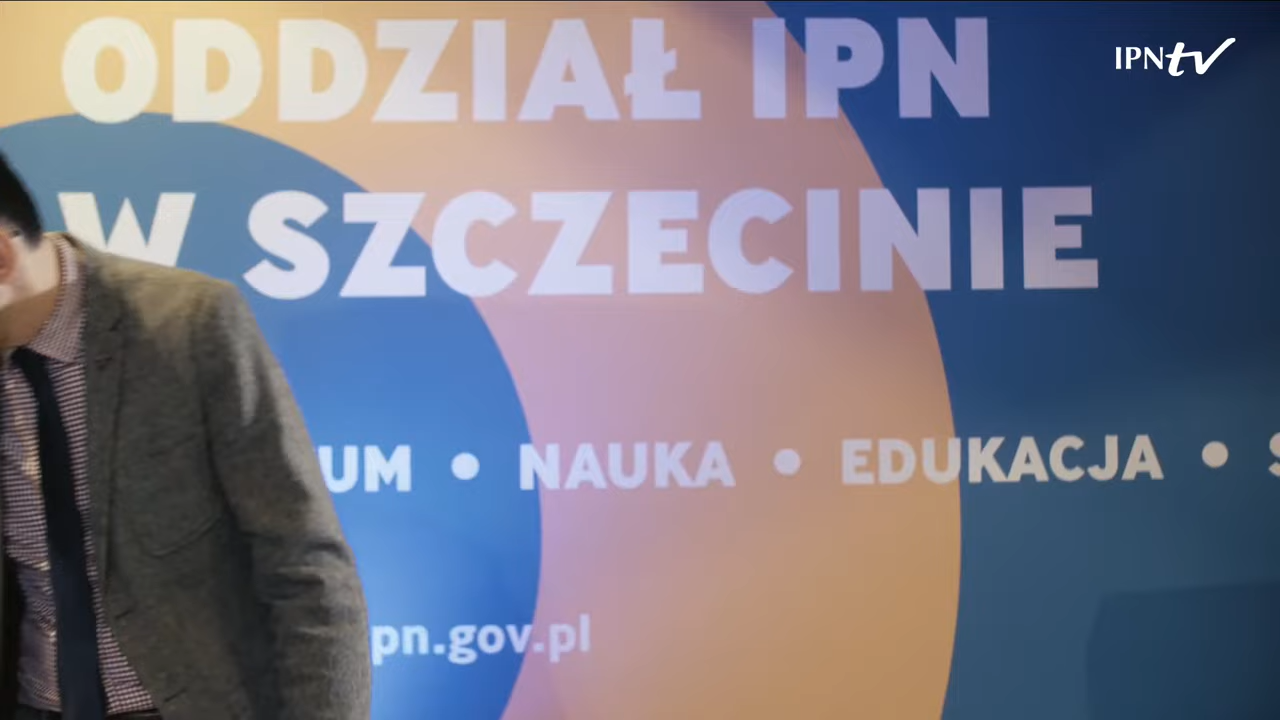 ODDZIAŁ IPN
IPNtv
W SZCZECINIE
UM • NAUKA • EDUKACJA •
pn.gov.pl